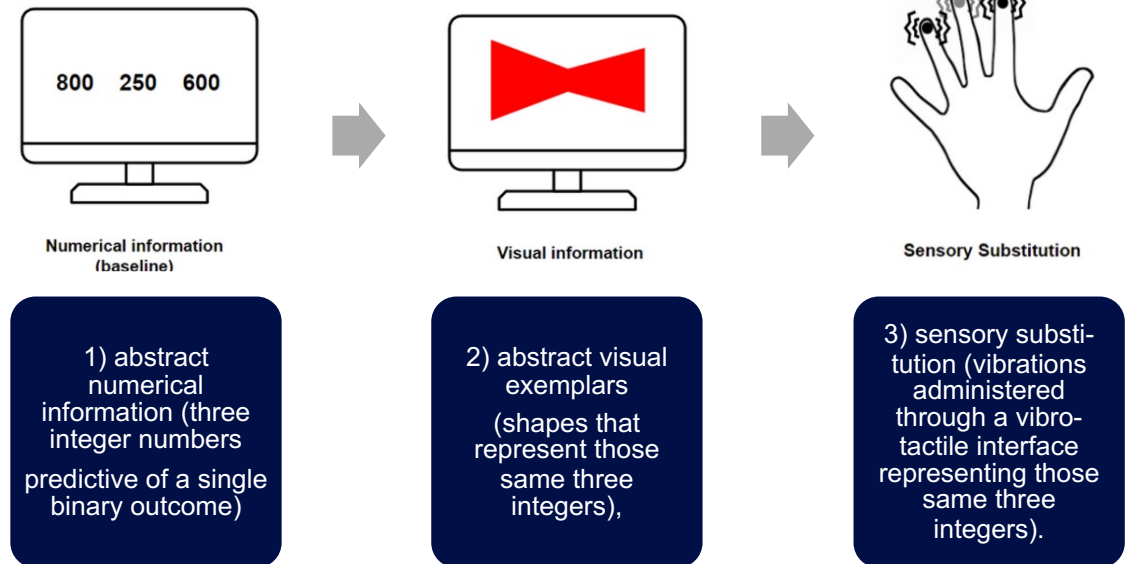 800 250 600
Numerical information
(baseline)
Visual information
Sensory Substitution
1) abstract
numerical
information (three
integer numbers
predictive of a single
binary outcome)
2) abstract visual
exemplars
(shapes that
represent those
same three
integers),
3) sensory substi-
tution (vibrations
administered
through a vibro-
tactile interface
representing those
same three
integers).